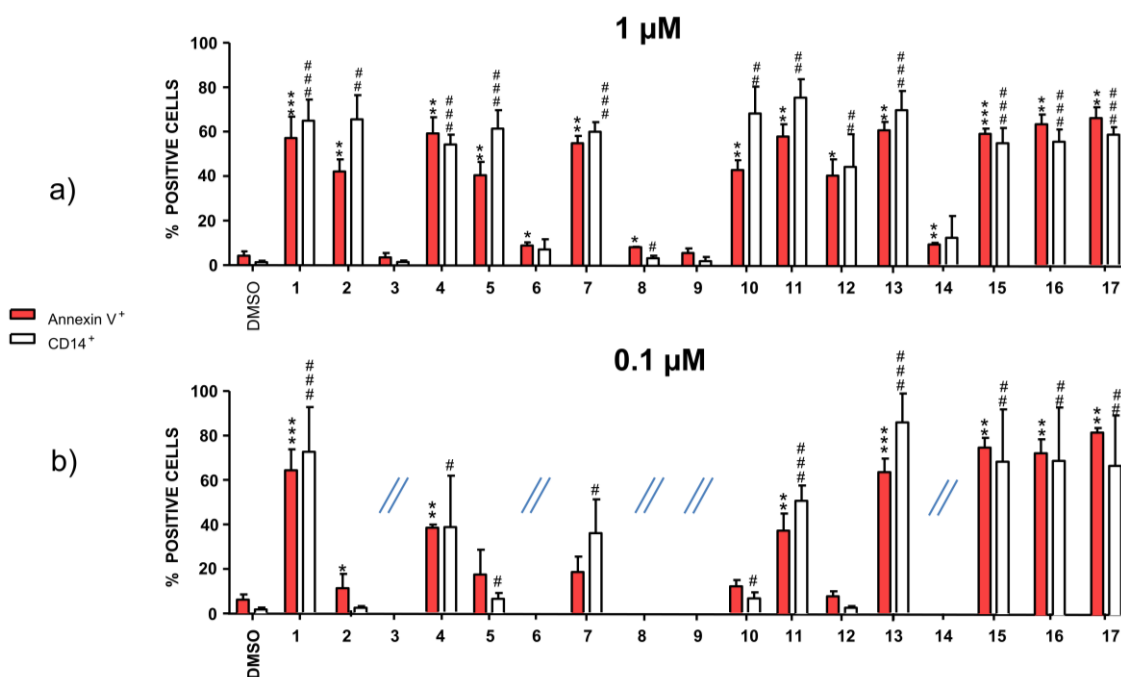 1 µM
a)
% POSITIVE CELLS
100
80
60
40
20
0
*** ### ** ## ** ### ** ### * ** ### * # ** ## ** ## * ## ** ### ** *** ### ** ### ** ###
DMSO 1 2 3 4 5 6 7 8 9 10 11 12 13 14 15 16 17
Annexin V+
CD14+
0.1 µM
b)
% POSITIVE CELLS
100
80
60
40
20
0
*** ### * ** # # # # ** ### *** ### ** ## ** ## ** ##
// // // // //
DMSO 1 2 3 4 5 6 7 8 9 10 11 12 13 14 15 16 17